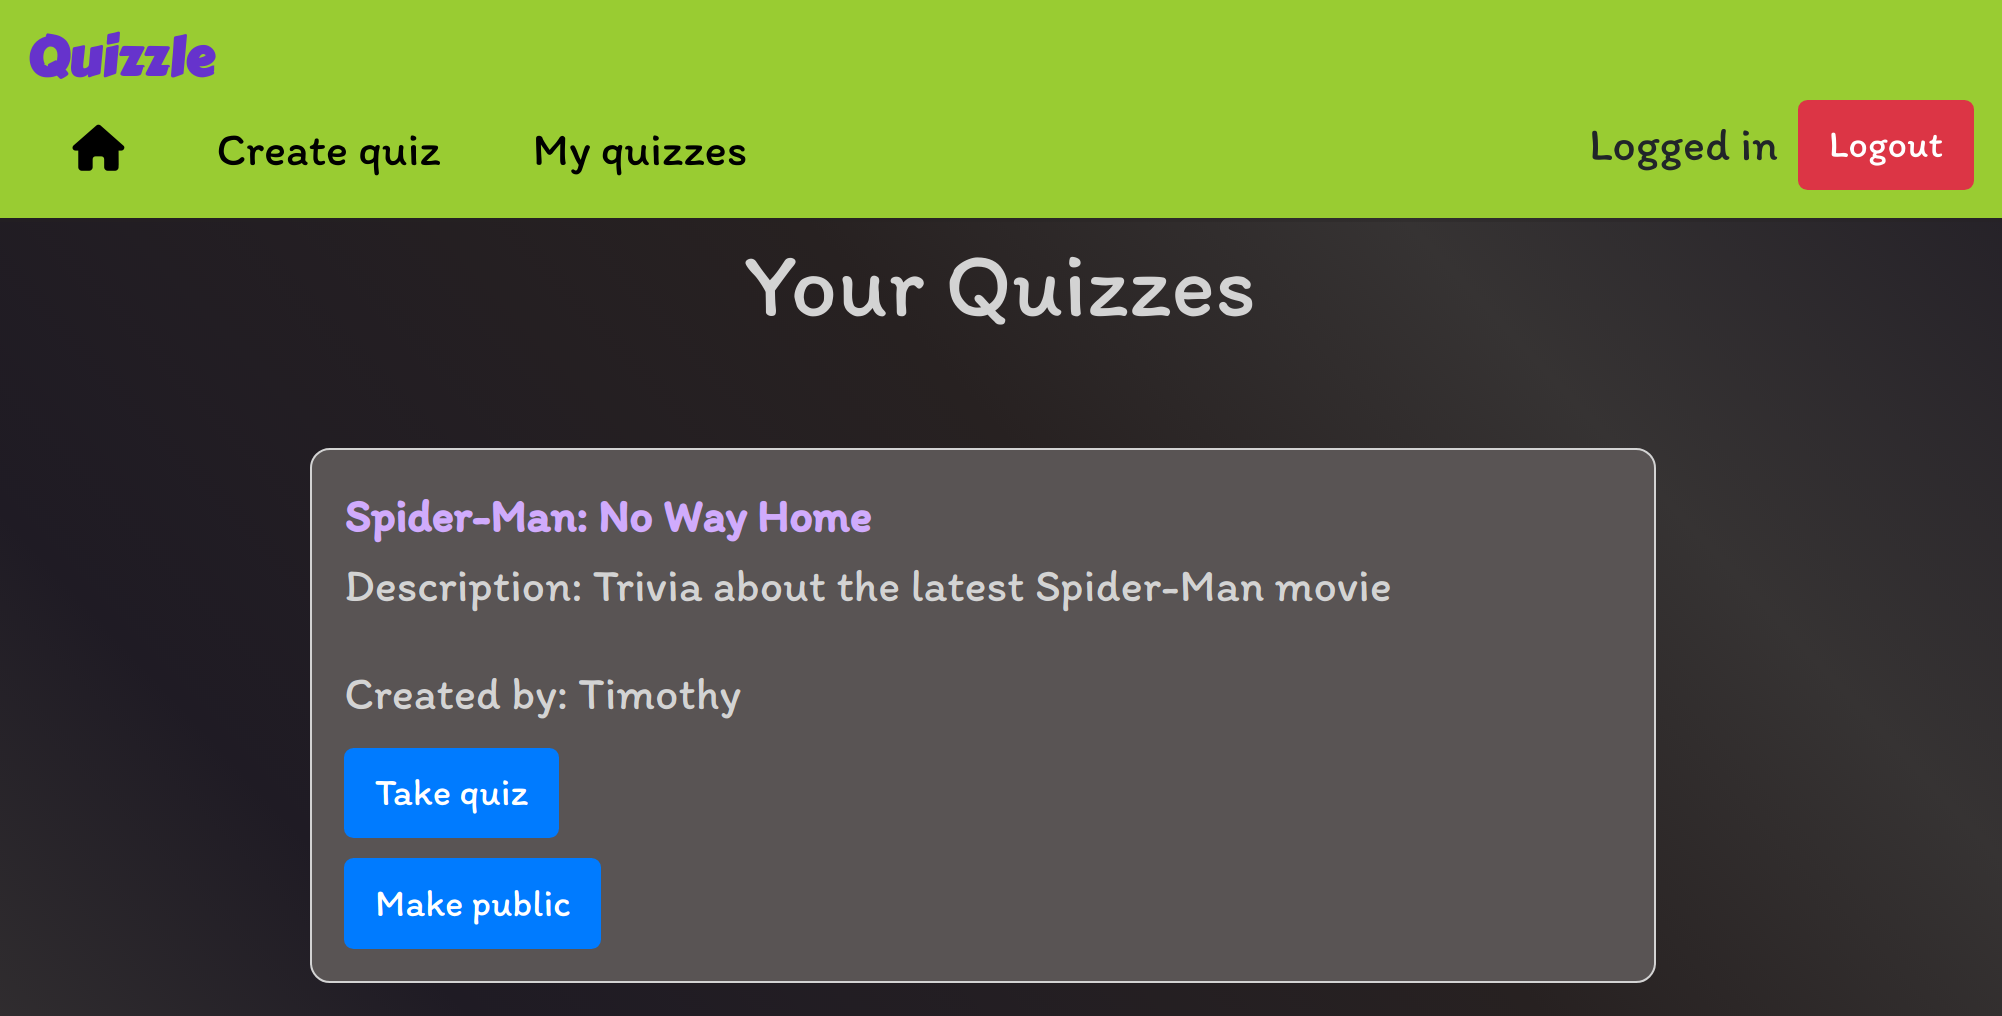 Quizzle
Create quiz My quizzes Logged in Logout
Your Quizzes
Spider-Man: No Way Home
Description: Trivia about the latest Spider-Man movie
Created by: Timothy
Take quiz
Make public